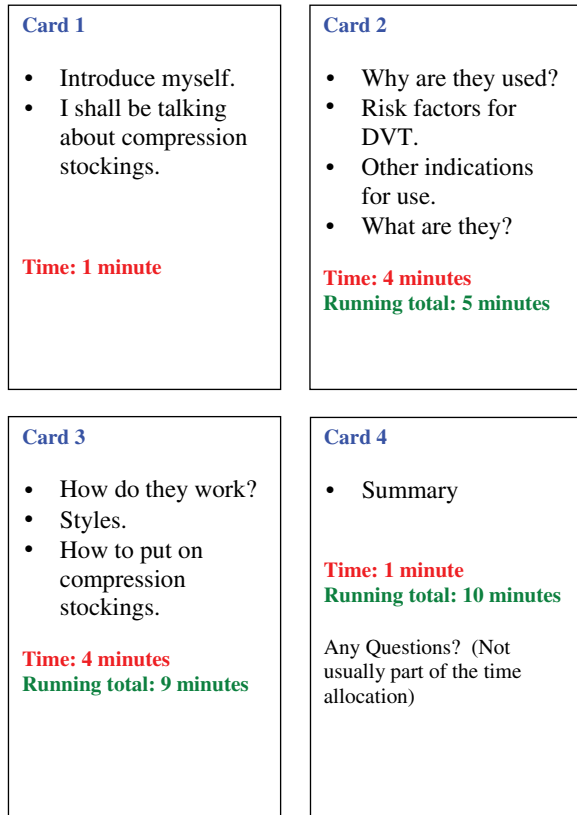 Card 1
• Introduce myself.
• I shall be talking
about compression
stockings.
Time: 1 minute
Card 2
• Why are they used?
• Risk factors for
DVT.
• Other indications
for use.
• What are they?
Time: 4 minutes
Running total: 5 minutes
Card 3
• How do they work?
• Styles.
• How to put on
compression
stockings.
Time: 4 minutes
Running total: 9 minutes
Card 4
• Summary
Time: 1 minute
Running total: 10 minutes
Any Questions? (Not
usually part of the time
allocation)